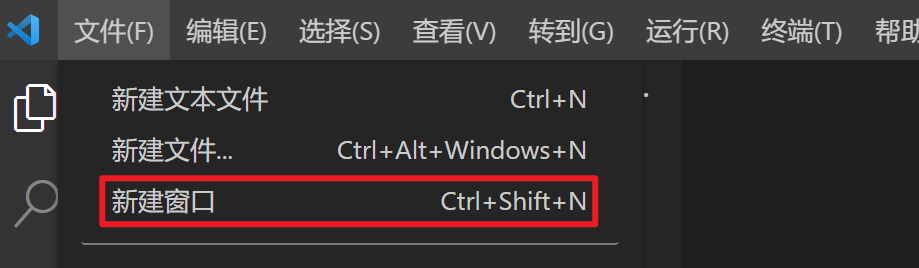 文件(F) 编辑(E) 选择(S) 查看(V) 转到(G) 运行(R) 终端(T) 帮助
新建文本文件 Ctrl+N
新建文件... Ctrl+Alt+Windows+N
新建窗口 Ctrl+Shift+N